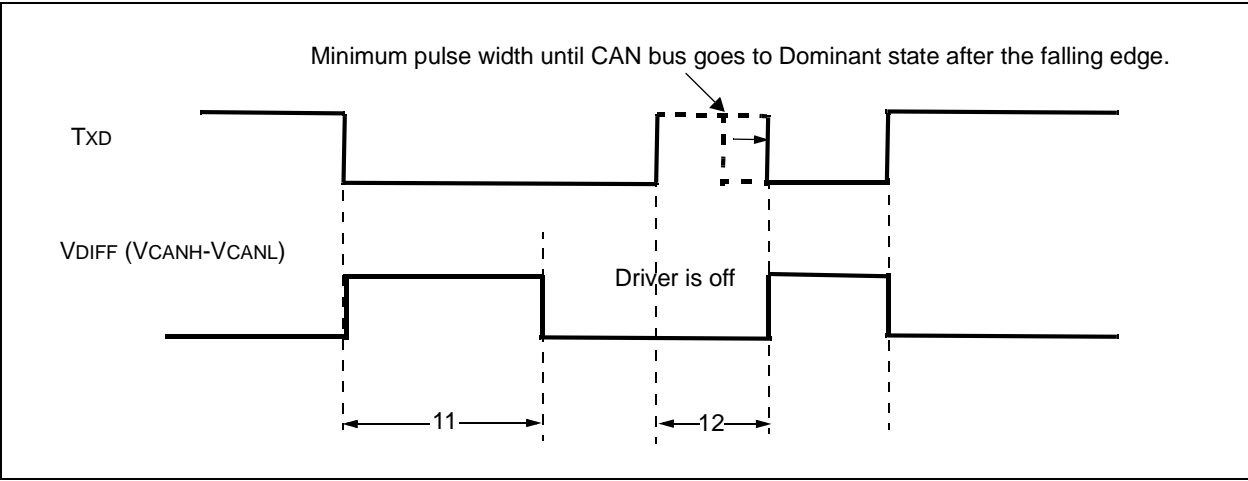 Minimum pulse width until CAN bus goes to Dominant state after the falling edge.
TXD
VDIFF (VCANH-VCANL)
Driver is off
11
12